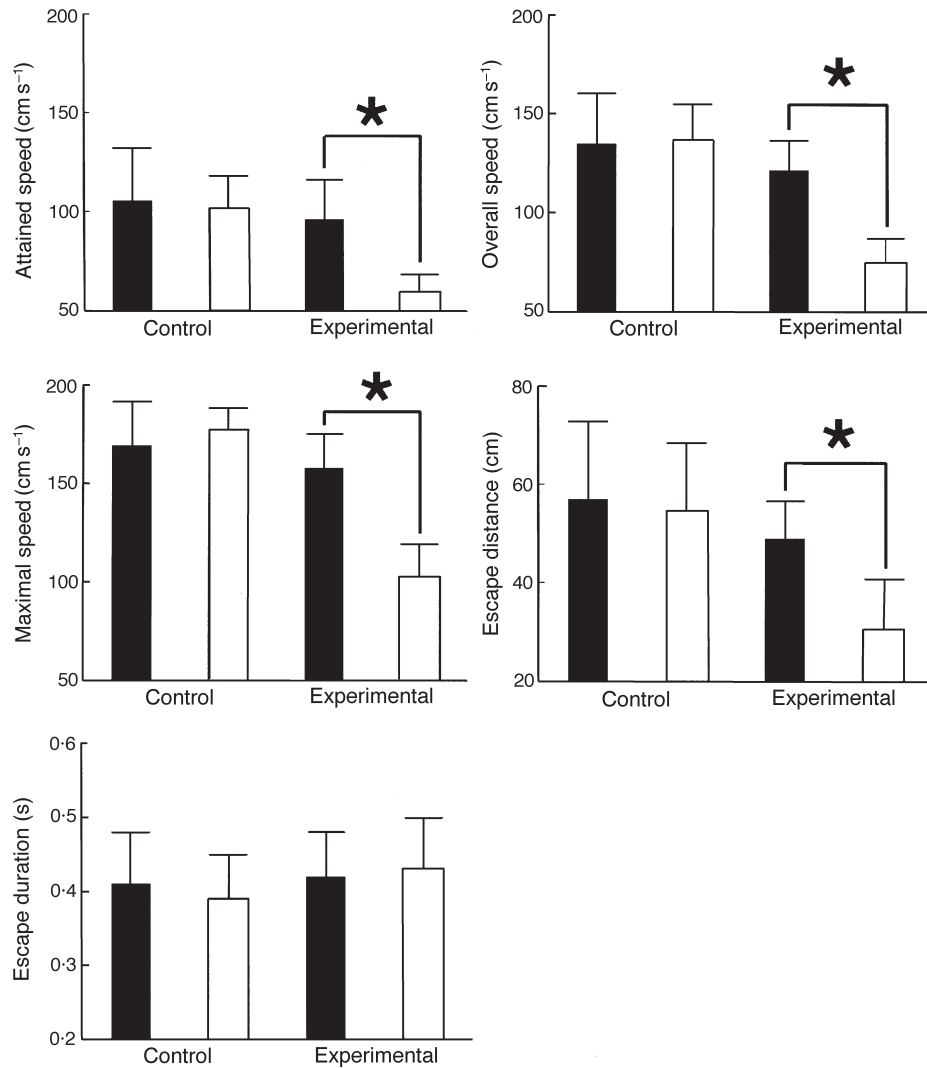 Attained speed (cm s⁻¹)
200
150
100
50
*
Control
Experimental
Overall speed (cm s⁻¹)
200
150
100
50
*
Control
Experimental
Maximal speed (cm s⁻¹)
200
150
100
50
*
Control
Experimental
Escape distance (cm)
80
60
40
20
*
Control
Experimental
Escape duration (s)
0·6
0·5
0·4
0·3
0·2
Control
Experimental